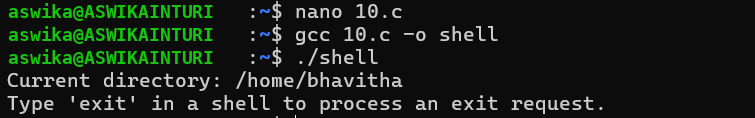 aswika@ASWIKAINTURI :~$ nano 10.c
aswika@ASWIKAINTURI :~$ gcc 10.c -o shell
aswika@ASWIKAINTURI :~$ ./shell
Current directory: /home/bhavitha
Type 'exit' in a shell to process an exit request.